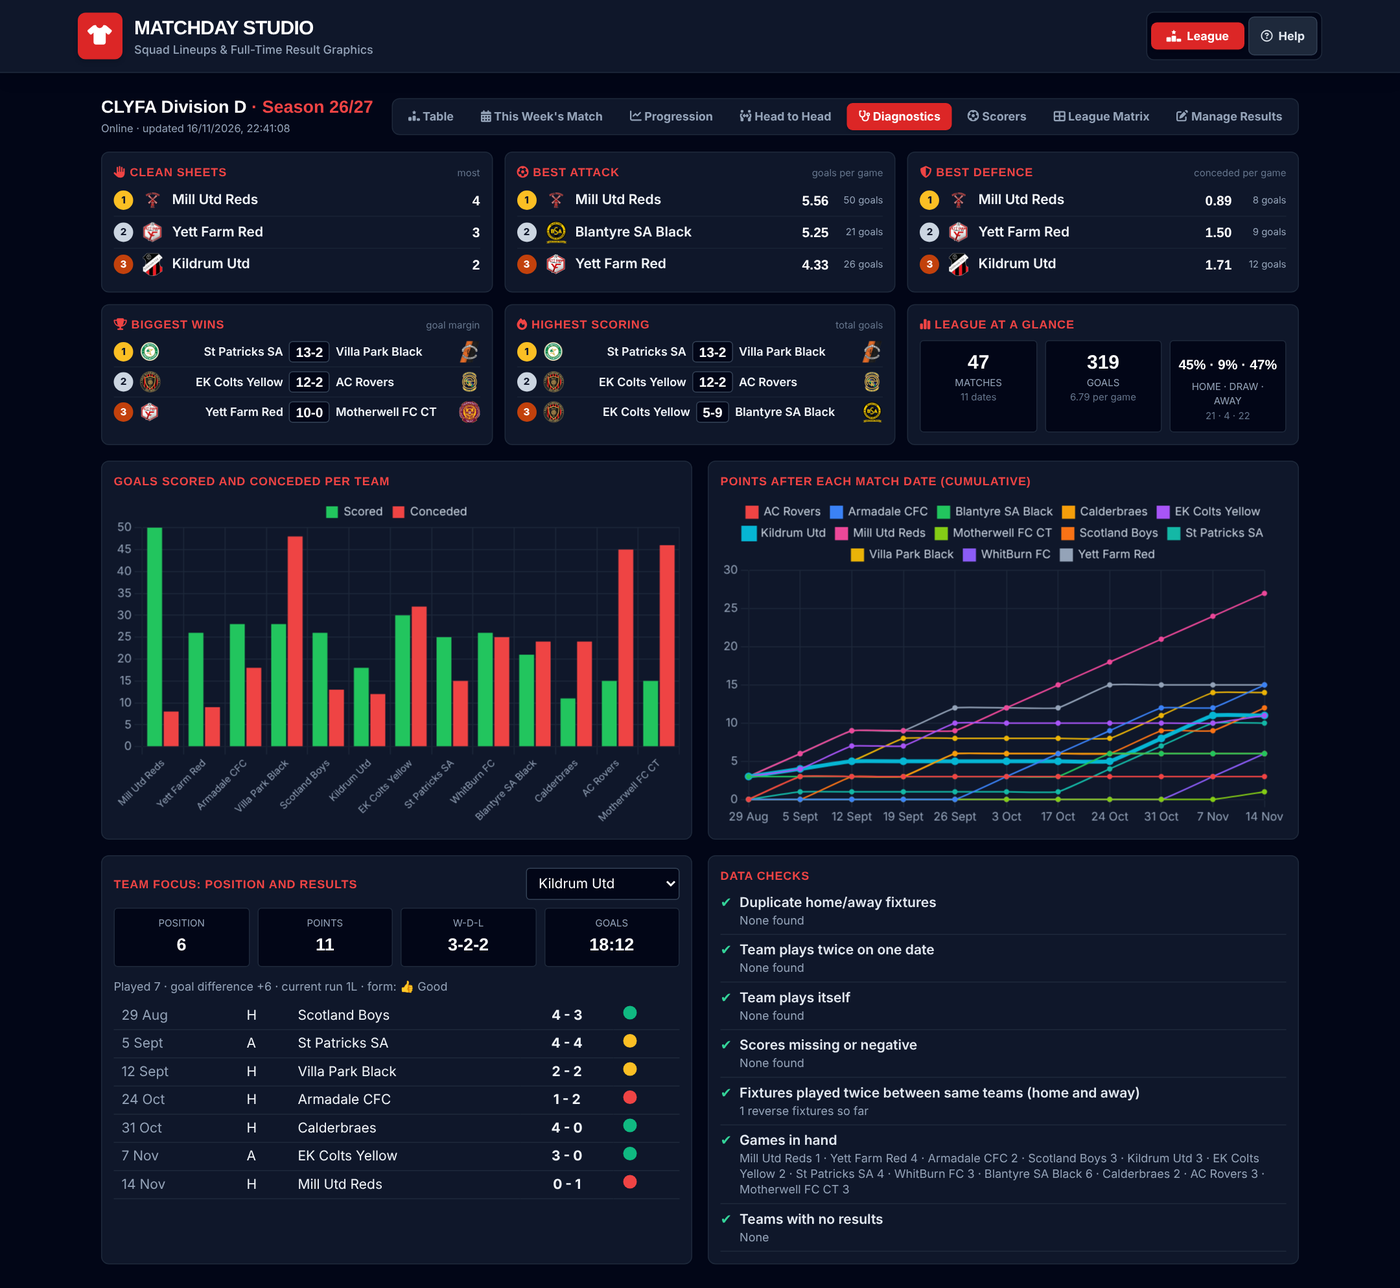 MATCHDAY STUDIO
Squad Lineups & Full-Time Result Graphics
League
Help
CLYFA Division D · Season 26/27
Online · updated 16/11/2026, 22:41:08
Table
This Week's Match
Progression
Head to Head
Diagnostics
Scorers
League Matrix
Manage Results
CLEAN SHEETS most
1 Mill Utd Reds 4
2 Yett Farm Red 3
3 Kildrum Utd 2
BEST ATTACK goals per game
1 Mill Utd Reds 5.56 50 goals
2 Blantyre SA Black 5.25 21 goals
3 Yett Farm Red 4.33 26 goals
BEST DEFENCE conceded per game
1 Mill Utd Reds 0.89 8 goals
2 Yett Farm Red 1.50 9 goals
3 Kildrum Utd 1.71 12 goals
BIGGEST WINS goal margin
1 St Patricks SA 13-2 Villa Park Black
2 EK Colts Yellow 12-2 AC Rovers
3 Yett Farm Red 10-0 Motherwell FC CT
HIGHEST SCORING total goals
1 St Patricks SA 13-2 Villa Park Black
2 EK Colts Yellow 12-2 AC Rovers
3 EK Colts Yellow 5-9 Blantyre SA Black
LEAGUE AT A GLANCE
47
MATCHES
11 dates
319
GOALS
6.79 per game
45% · 9% · 47%
HOME · DRAW ·
AWAY
21 · 4 · 22
GOALS SCORED AND CONCEDED PER TEAM
Scored Conceded
50
45
40
35
30
25
20
15
10
5
0
Mill Utd Reds
Yett Farm Red
Armadale CFC
Villa Park Black
Scotland Boys
Kildrum Utd
EK Colts Yellow
St Patricks SA
WhitBurn FC
Blantyre SA Black
Calderbraes
AC Rovers
Motherwell FC CT
POINTS AFTER EACH MATCH DATE (CUMULATIVE)
AC Rovers Armadale CFC Blantyre SA Black Calderbraes EK Colts Yellow
Kildrum Utd Mill Utd Reds Motherwell FC CT Scotland Boys St Patricks SA
Villa Park Black WhitBurn FC Yett Farm Red
30
25
20
15
10
5
0
29 Aug 5 Sept 12 Sept 19 Sept 26 Sept 3 Oct 17 Oct 24 Oct 31 Oct 7 Nov 14 Nov
TEAM FOCUS: POSITION AND RESULTS
Kildrum Utd
POSITION
6
POINTS
11
W-D-L
3-2-2
GOALS
18:12
Played 7 · goal difference +6 · current run 1L · form: 👍 Good
29 Aug H Scotland Boys 4 - 3
5 Sept A St Patricks SA 4 - 4
12 Sept H Villa Park Black 2 - 2
24 Oct H Armadale CFC 1 - 2
31 Oct H Calderbraes 4 - 0
7 Nov A EK Colts Yellow 3 - 0
14 Nov H Mill Utd Reds 0 - 1
DATA CHECKS
✔ Duplicate home/away fixtures
None found
✔ Team plays twice on one date
None found
✔ Team plays itself
None found
✔ Scores missing or negative
None found
✔ Fixtures played twice between same teams (home and away)
1 reverse fixtures so far
✔ Games in hand
Mill Utd Reds 1 · Yett Farm Red 4 · Armadale CFC 2 · Scotland Boys 3 · Kildrum Utd 3 · EK Colts
Yellow 2 · St Patricks SA 4 · WhitBurn FC 3 · Blantyre SA Black 6 · Calderbraes 2 · AC Rovers 3 ·
Motherwell FC CT 3
✔ Teams with no results
None